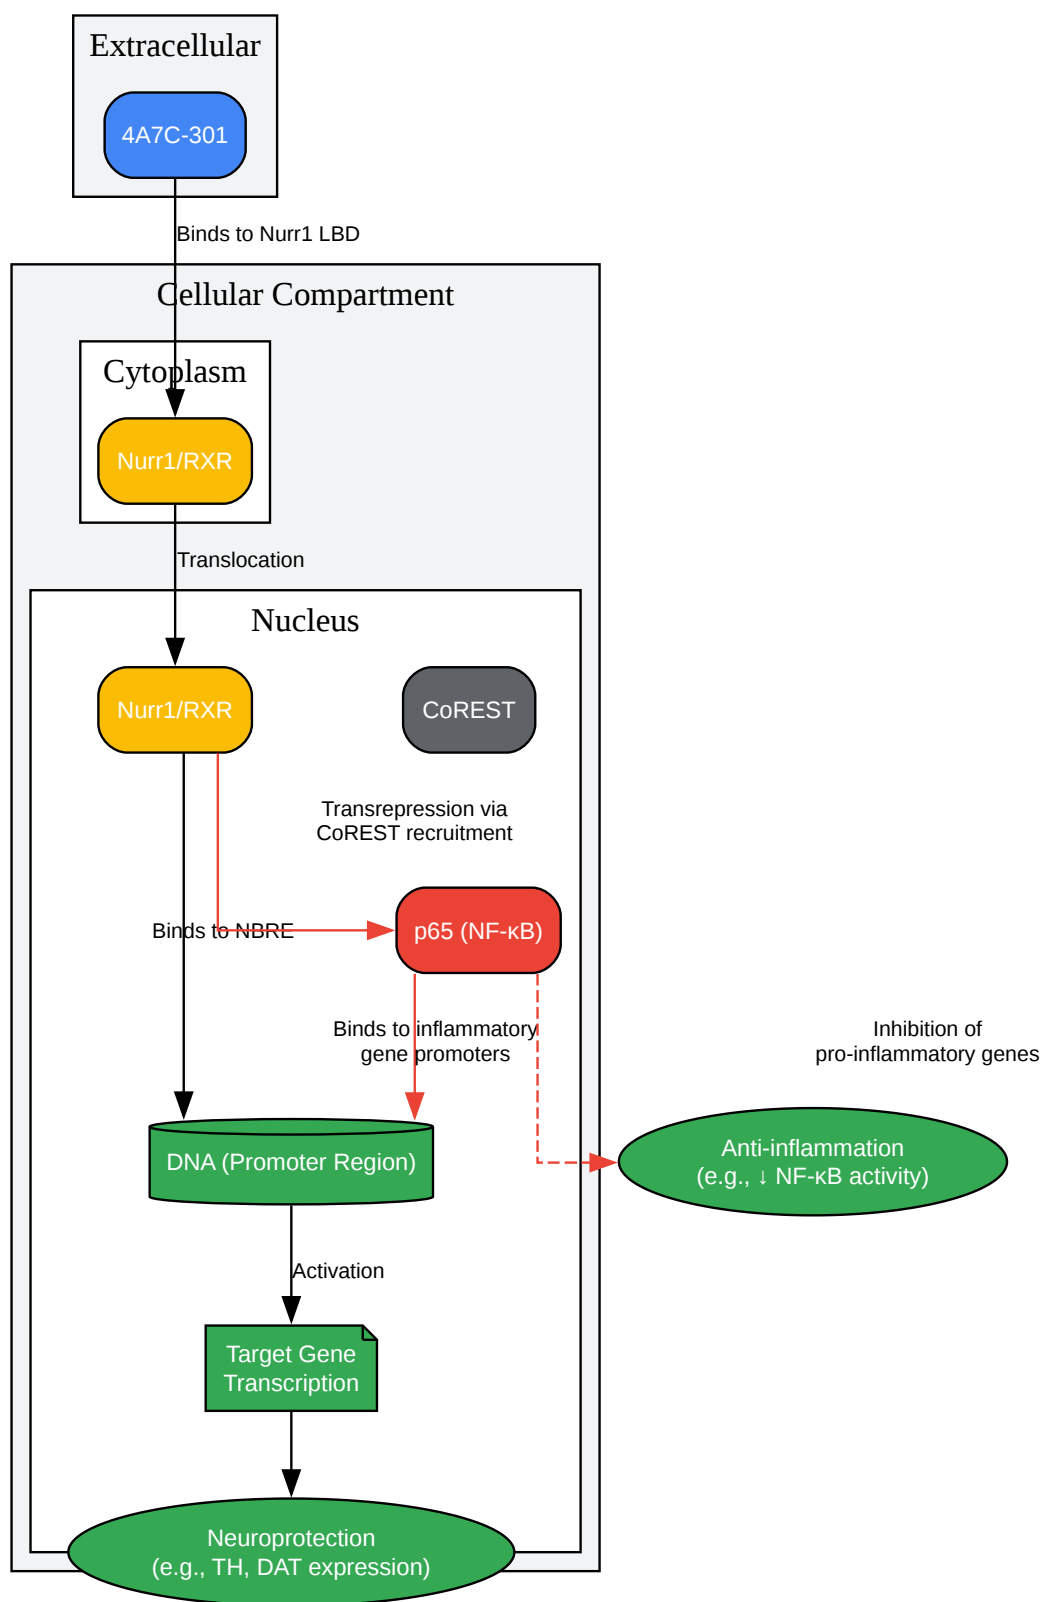 Extracellular
4A7C-301
Binds to Nurr1 LBD
Cellular Compartment
Cytoplasm
Nurr1/RXR
Translocation
Nucleus
Nurr1/RXR
CoREST
Transrepression via
CoREST recruitment
Binds to NBRE
p65 (NF-κB)
Binds to inflammatory
gene promoters
Inhibition of
pro-inflammatory genes
DNA (Promoter Region)
Anti-inflammation
(e.g., ↓ NF-κB activity)
Activation
Target Gene
Transcription
Neuroprotection
(e.g., TH, DAT expression)